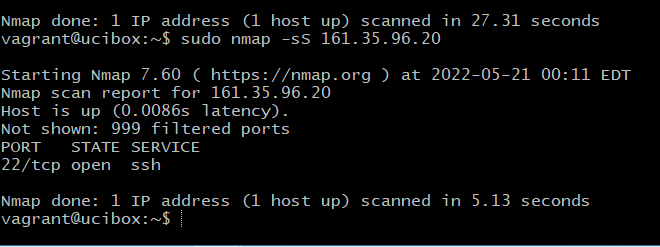 Nmap done: 1 IP address (1 host up) scanned in 27.31 seconds
vagrant@ucibox:~$ sudo nmap -sS 161.35.96.20
Starting Nmap 7.60 ( https://nmap.org ) at 2022-05-21 00:11 EDT
Nmap scan report for 161.35.96.20
Host is up (0.0086s latency).
Not shown: 999 filtered ports
PORT   STATE SERVICE
22/tcp open  ssh
Nmap done: 1 IP address (1 host up) scanned in 5.13 seconds
vagrant@ucibox:~$